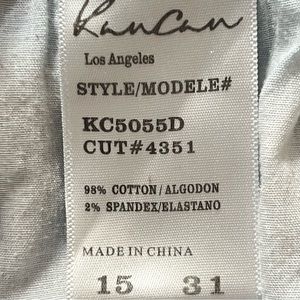 KanCan
Los Angeles
STYLE/MODELE#
KC5055D
CUT#4351
98% COTTON/ALGODON
2% SPANDEX/ELASTANO
MADE IN CHINA
15 31